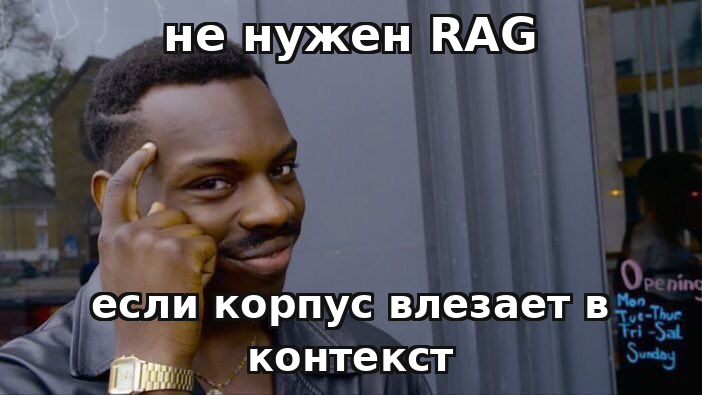 не нужен RAG
если корпус влезает в
контекст
Opening
Mon
Tue-Thur
Fri-Sat
Sunday